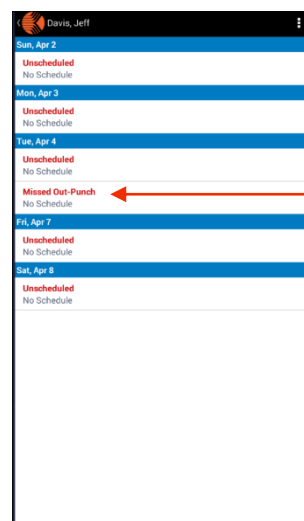 Davis, Jeff
Sun, Apr 2
Unscheduled
No Schedule
Mon, Apr 3
Unscheduled
No Schedule
Tue, Apr 4
Unscheduled
No Schedule
Missed Out-Punch
No Schedule
Fri, Apr 7
Unscheduled
No Schedule
Sat, Apr 8
Unscheduled
No Schedule